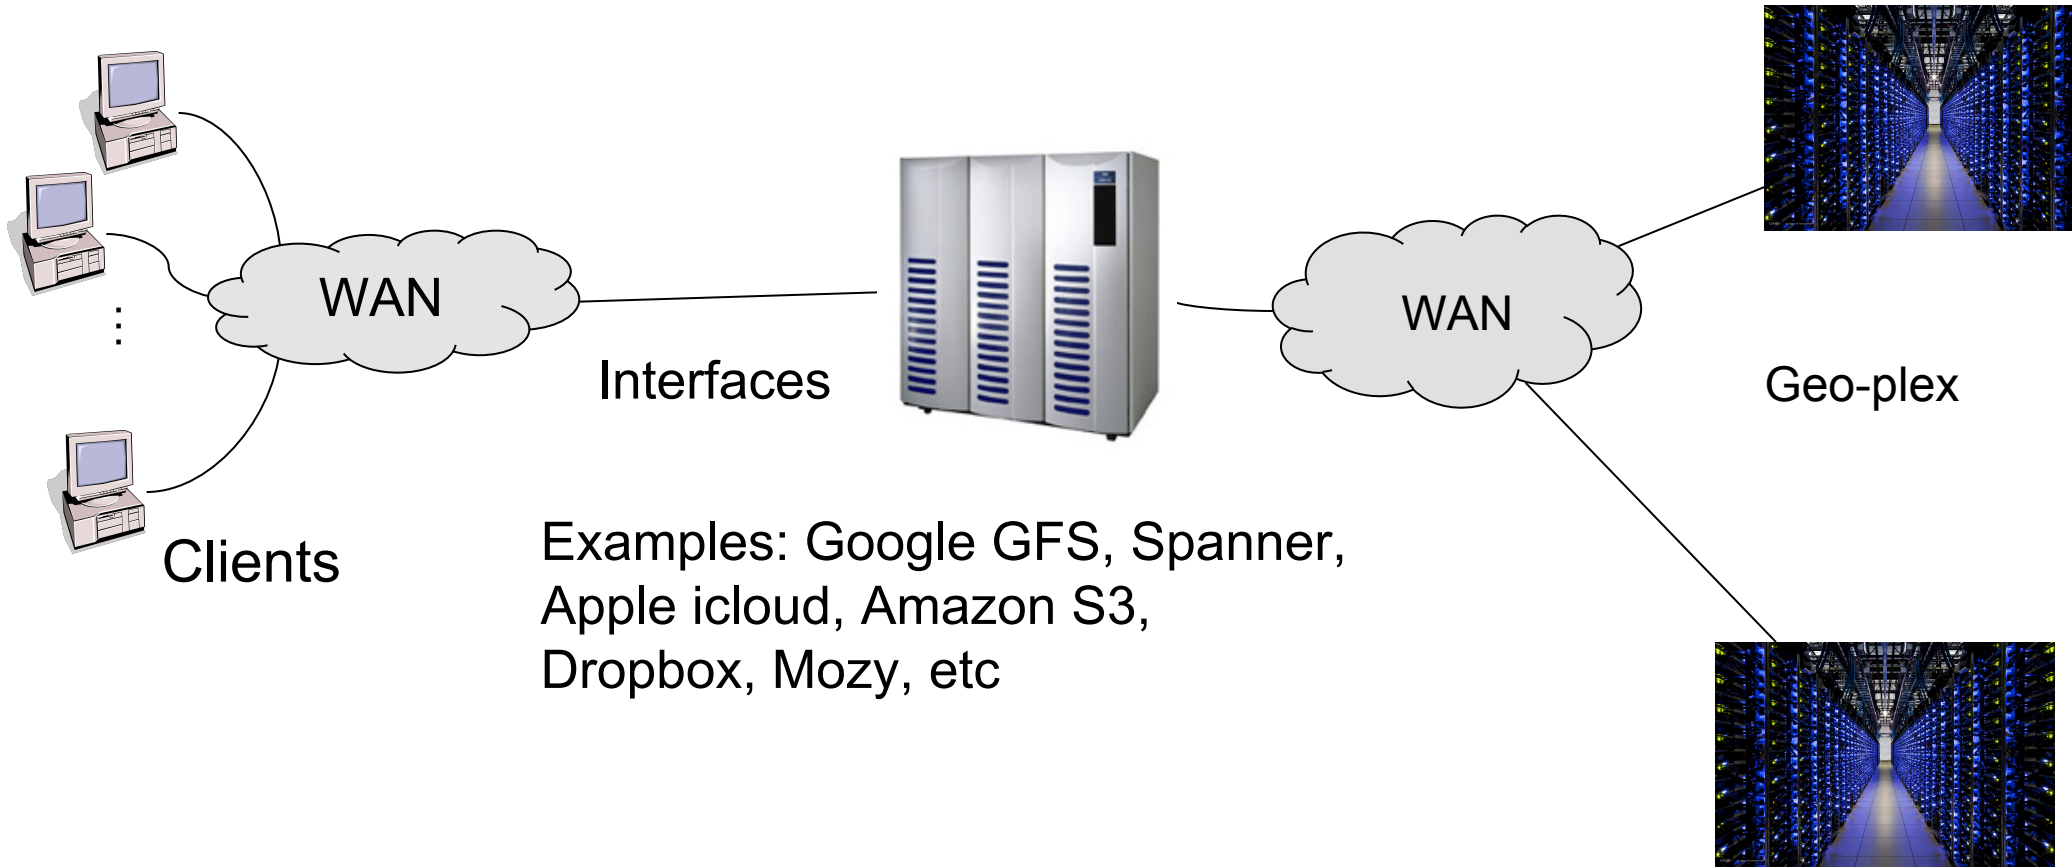 WAN
WAN
Interfaces
Geo-plex
Clients
Examples: Google GFS, Spanner,
Apple icloud, Amazon S3,
Dropbox, Mozy, etc